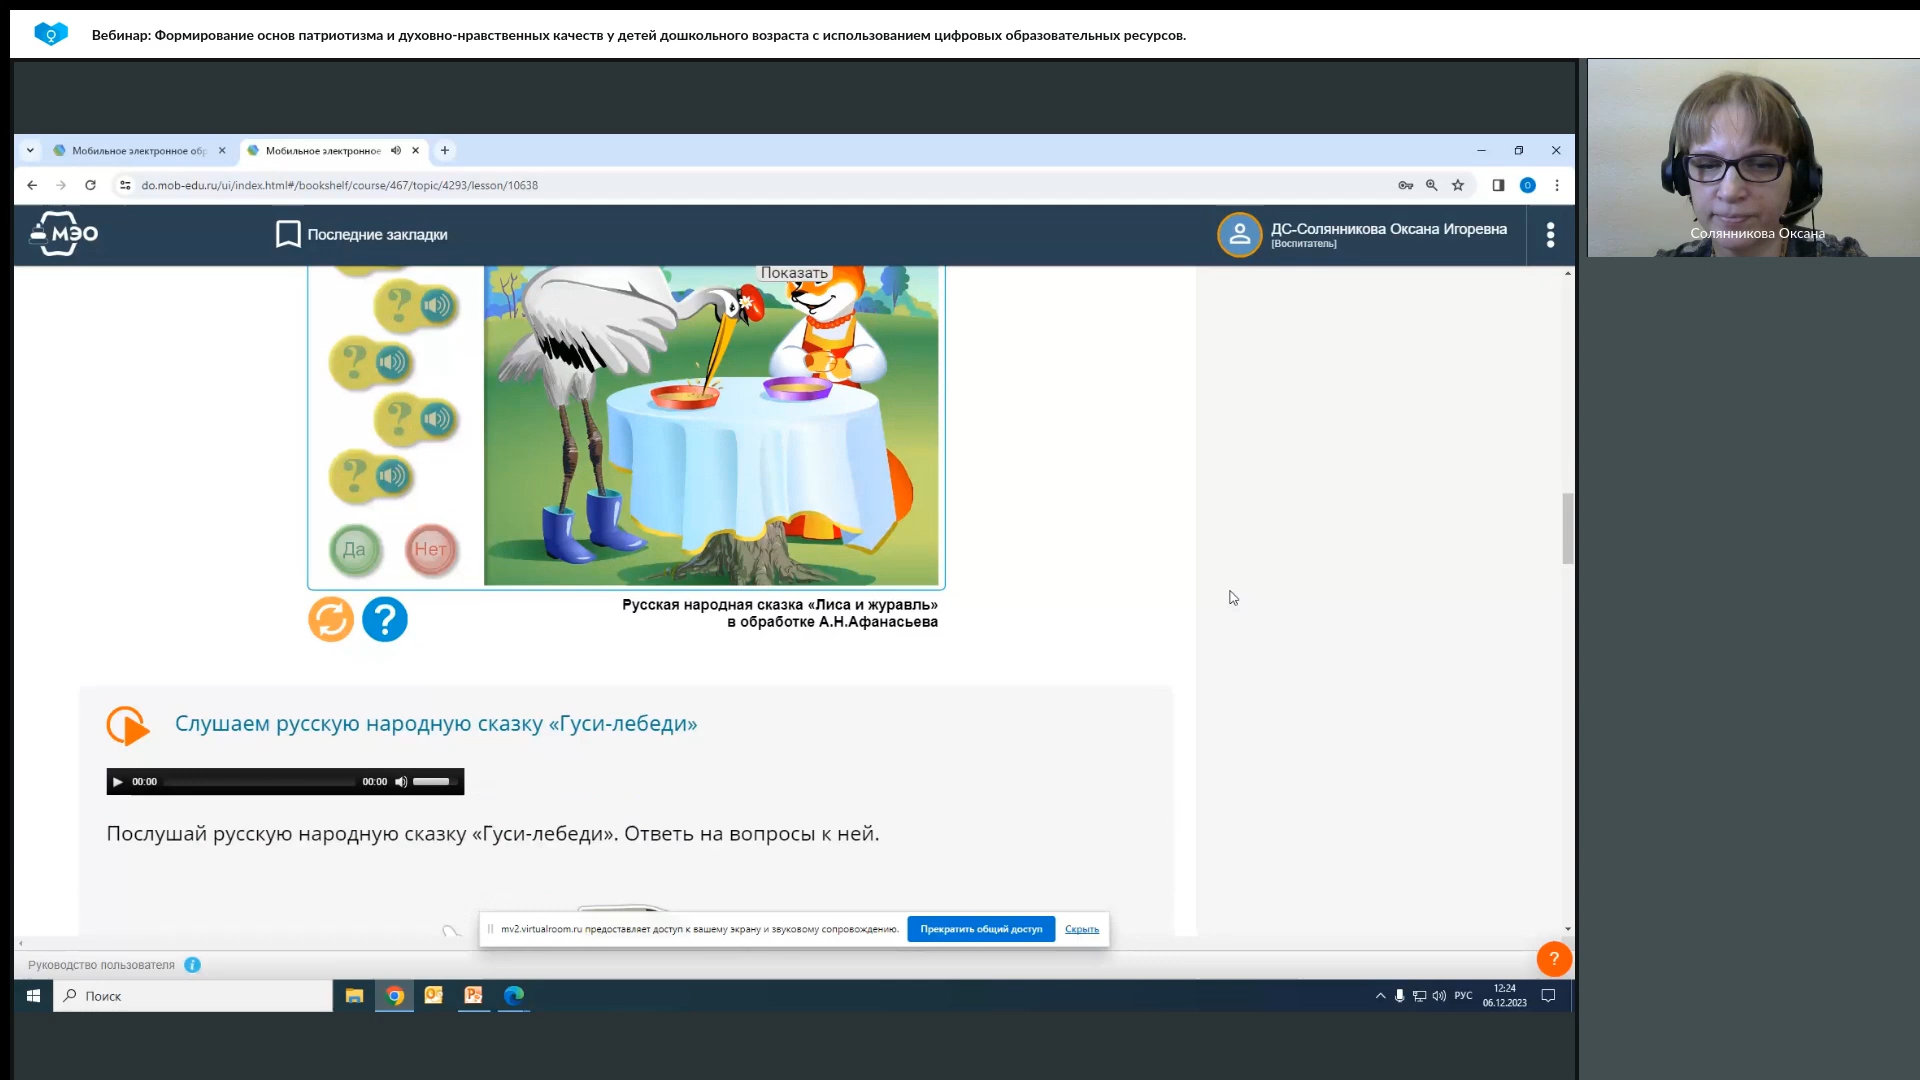 Вебинар: Формирование основ патриотизма и духовно-нравственных качеств у детей дошкольного возраста с использованием цифровых образовательных ресурсов.
Солянникова Оксана
Мобильное электронное обр
Мобильное электронное
do.mob-edu.ru/ui/index.html#/bookshelf/course/467/topic/4293/lesson/10638
О
МЭО
Последние закладки
ДС-Солянникова Оксана Игоревна
[Воспитатель]
Показать
?
?
?
?
Да
Нет
?
Русская народная сказка «Лиса и журавль»
в обработке А.Н.Афанасьева
Слушаем русскую народную сказку «Гуси-лебеди»
00:00
00:00
Послушай русскую народную сказку «Гуси-лебеди». Ответь на вопросы к ней.
mv2.virtualroom.ru предоставляет доступ к вашему экрану и звуковому сопровождению.
Прекратить общий доступ
Скрыть
Руководство пользователя
i
?
Поиск
РУС
12:24
06.12.2023